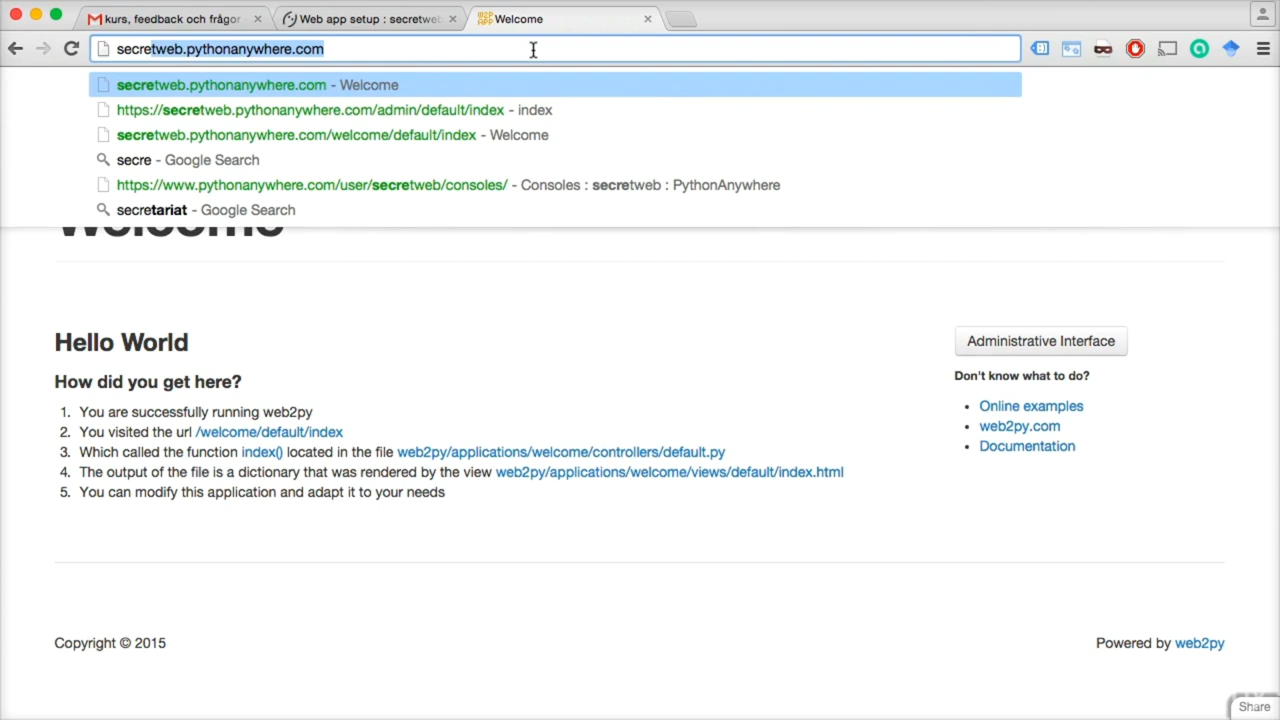 kurs, feedback och frågor
Web app setup : secretweb
W2P APP Welcome
secretweb.pythonanywhere.com
secretweb.pythonanywhere.com - Welcome
https://secretweb.pythonanywhere.com/admin/default/index - index
secretweb.pythonanywhere.com/welcome/default/index - Welcome
secre - Google Search
https://www.pythonanywhere.com/user/secretweb/consoles/ - Consoles : secretweb : PythonAnywhere
secretariat - Google Search
Welcome
Hello World
How did you get here?
1. You are successfully running web2py
2. You visited the url /welcome/default/index
3. Which called the function index() located in the file web2py/applications/welcome/controllers/default.py
4. The output of the file is a dictionary that was rendered by the view web2py/applications/welcome/views/default/index.html
5. You can modify this application and adapt it to your needs
Administrative Interface
Don't know what to do?
• Online examples
• web2py.com
• Documentation
Copyright © 2015
Powered by web2py
Share